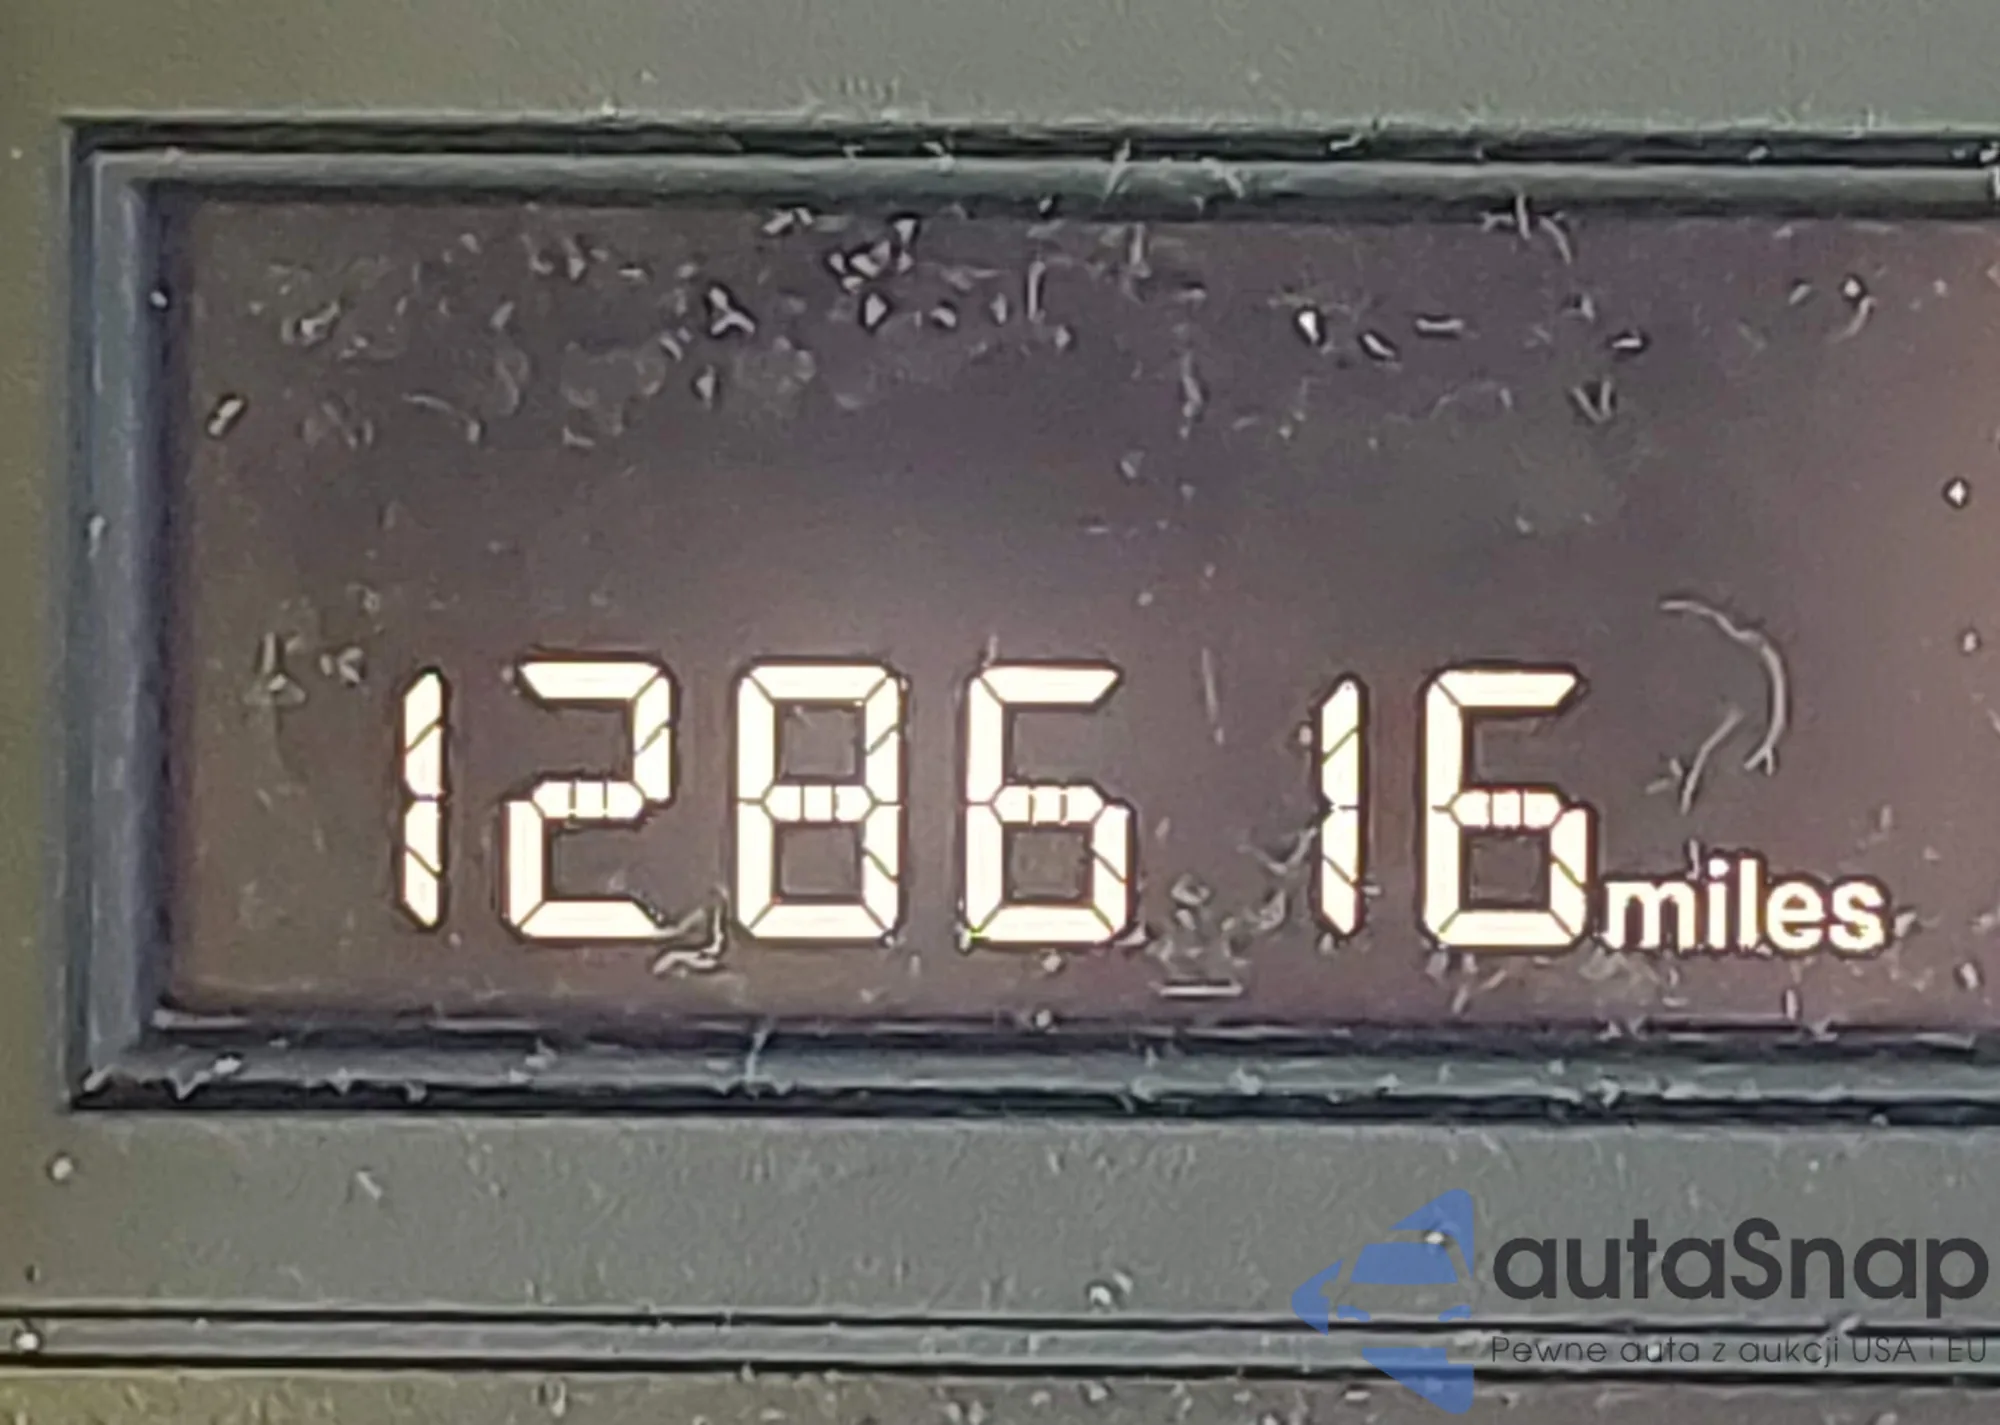 128616 miles
autaSnap
Pewne auta z aukcji USA i EU